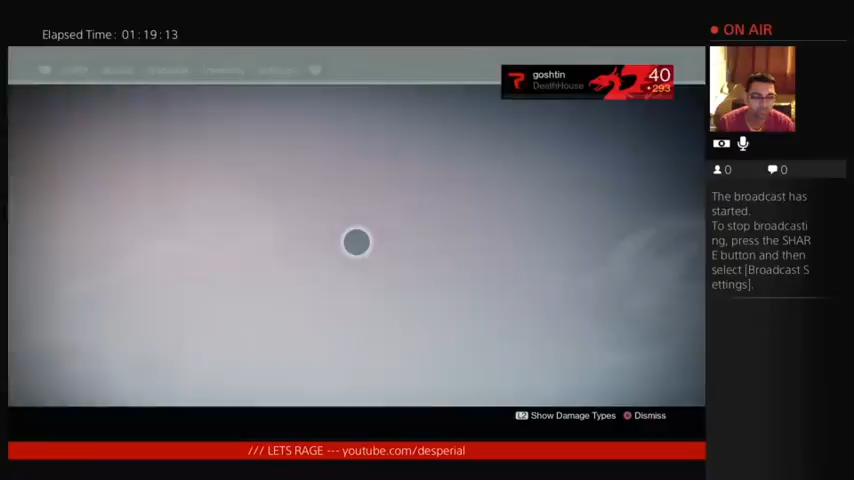 Elapsed Time: 01:19:13
ON AIR
goshtin
DeathHouse
40
293
0
0
The broadcast has
started.
To stop broadcasti
ng, press the SHAR
E button and then
select [Broadcast S
ettings].
L2 Show Damage Types
Dismiss
/// LETS RAGE --- youtube.com/desperial